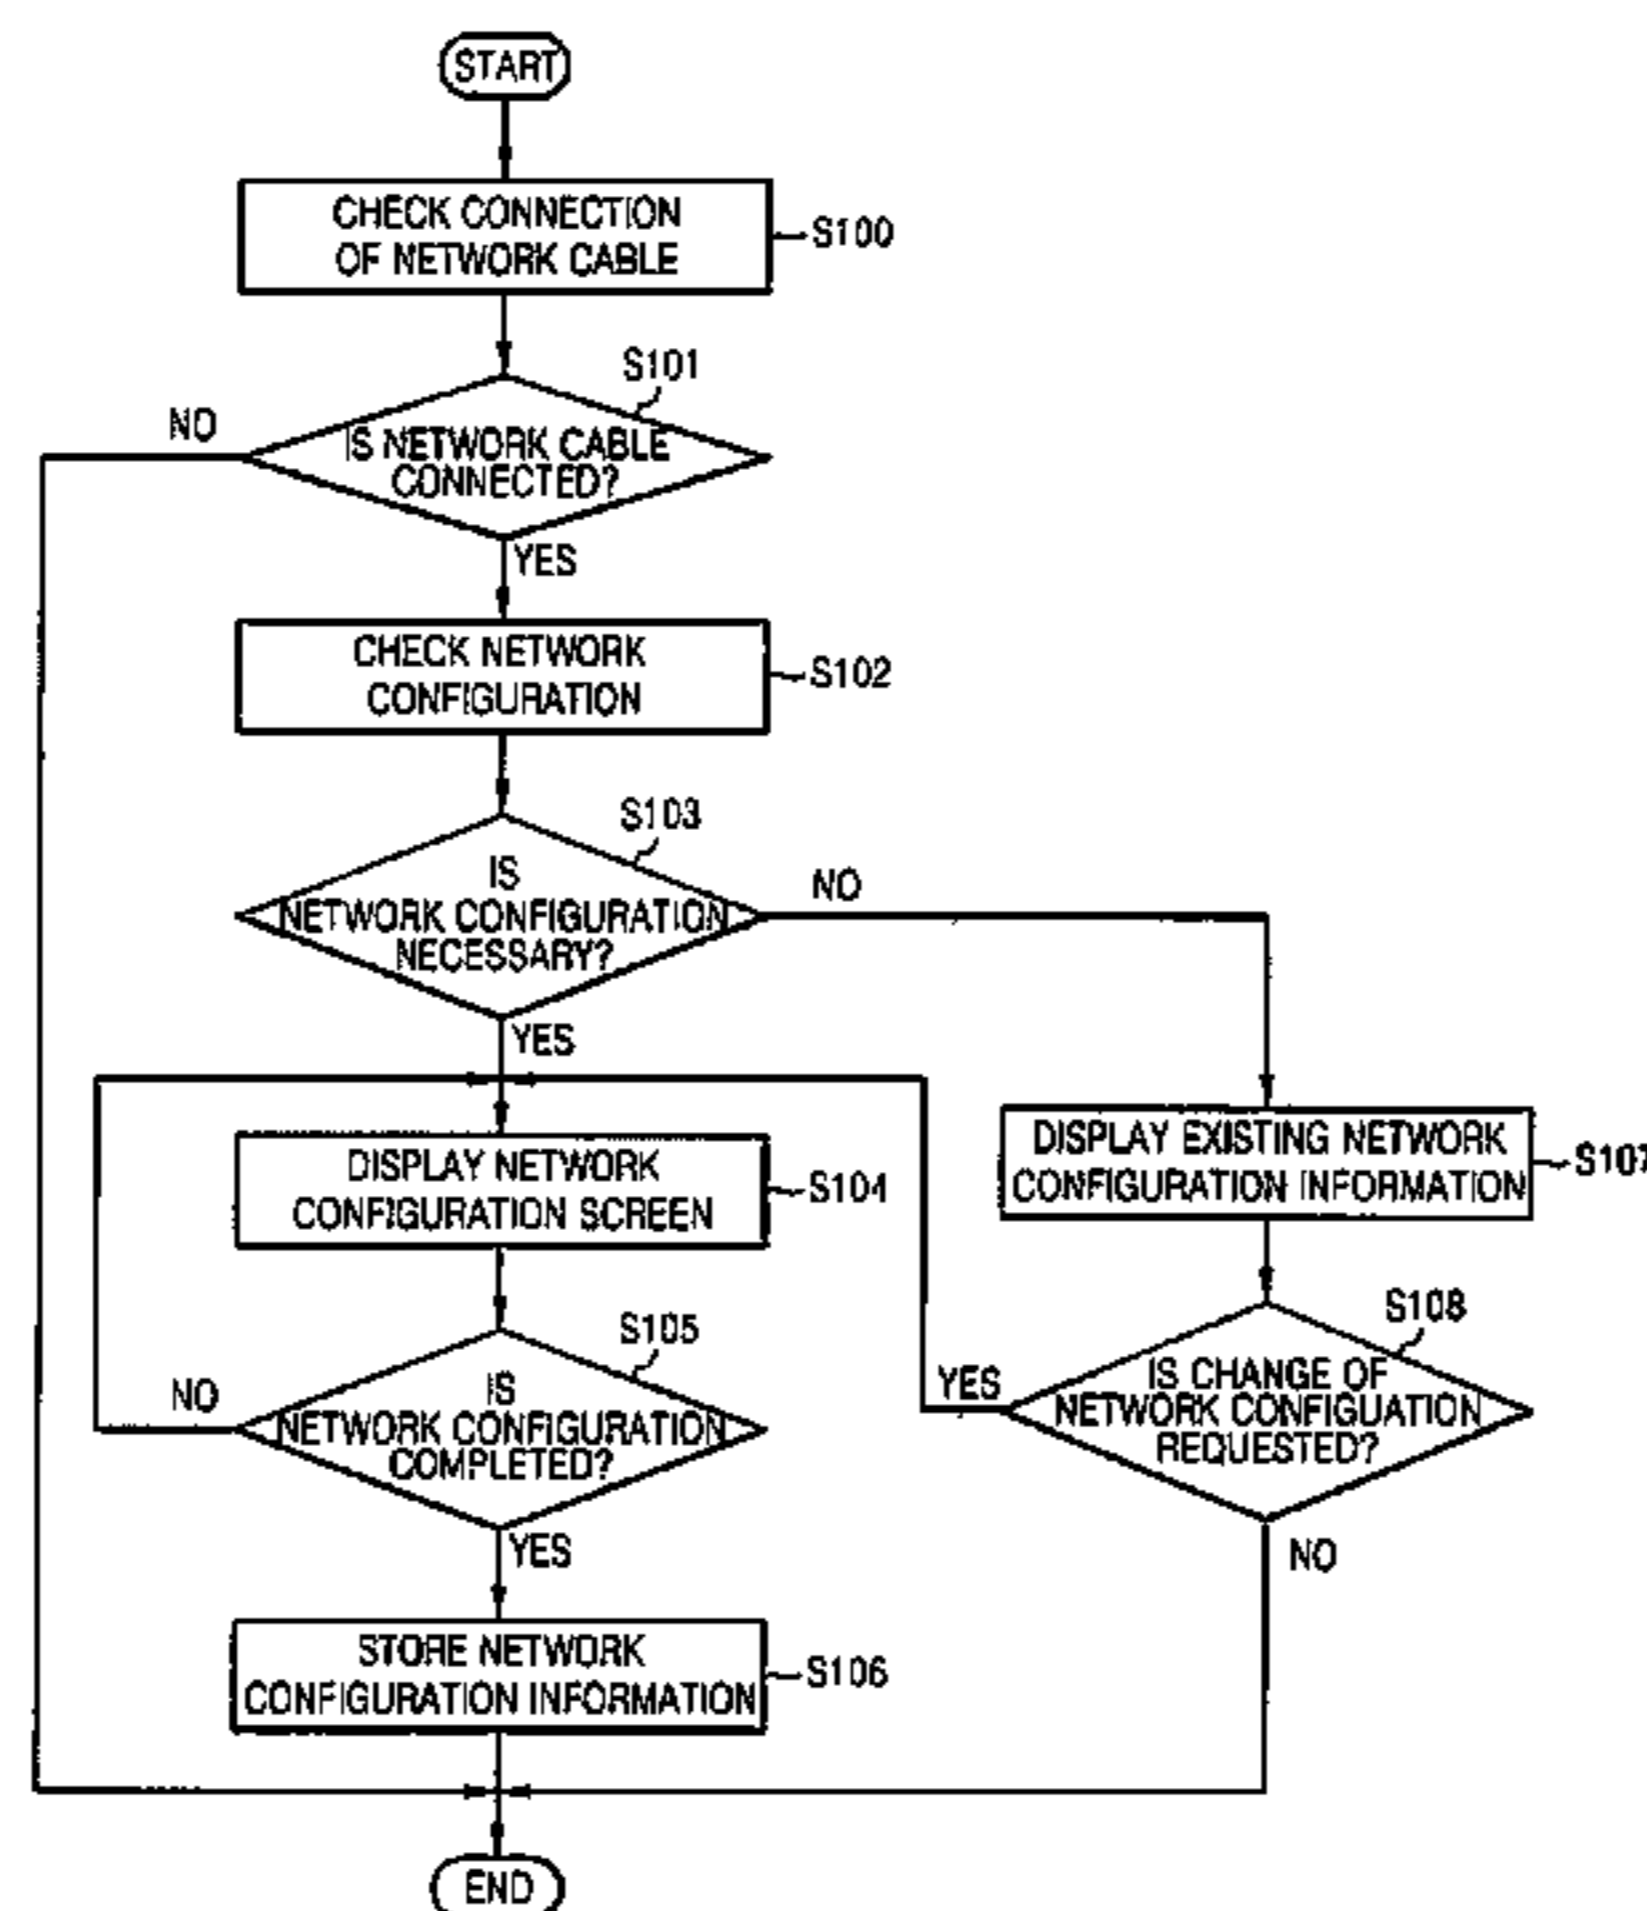 START
CHECK CONNECTION
OF NETWORK CABLE
S100
S101
NO
IS NETWORK CABLE
CONNECTED?
YES
CHECK NETWORK
CONFIGURATION
S102
S103
IS
NETWORK CONFIGURATION
NECESSARY?
NO
YES
DISPLAY NETWORK
CONFIGURATION SCREEN
S104
DISPLAY EXISTING NETWORK
CONFIGURATION INFORMATION
S107
S105
IS
NETWORK CONFIGURATION
COMPLETED?
NO
YES
S108
IS CHANGE OF
NETWORK CONFIGUATION
REQUESTED?
YES
NO
STORE NETWORK
CONFIGURATION INFORMATION
S106
END